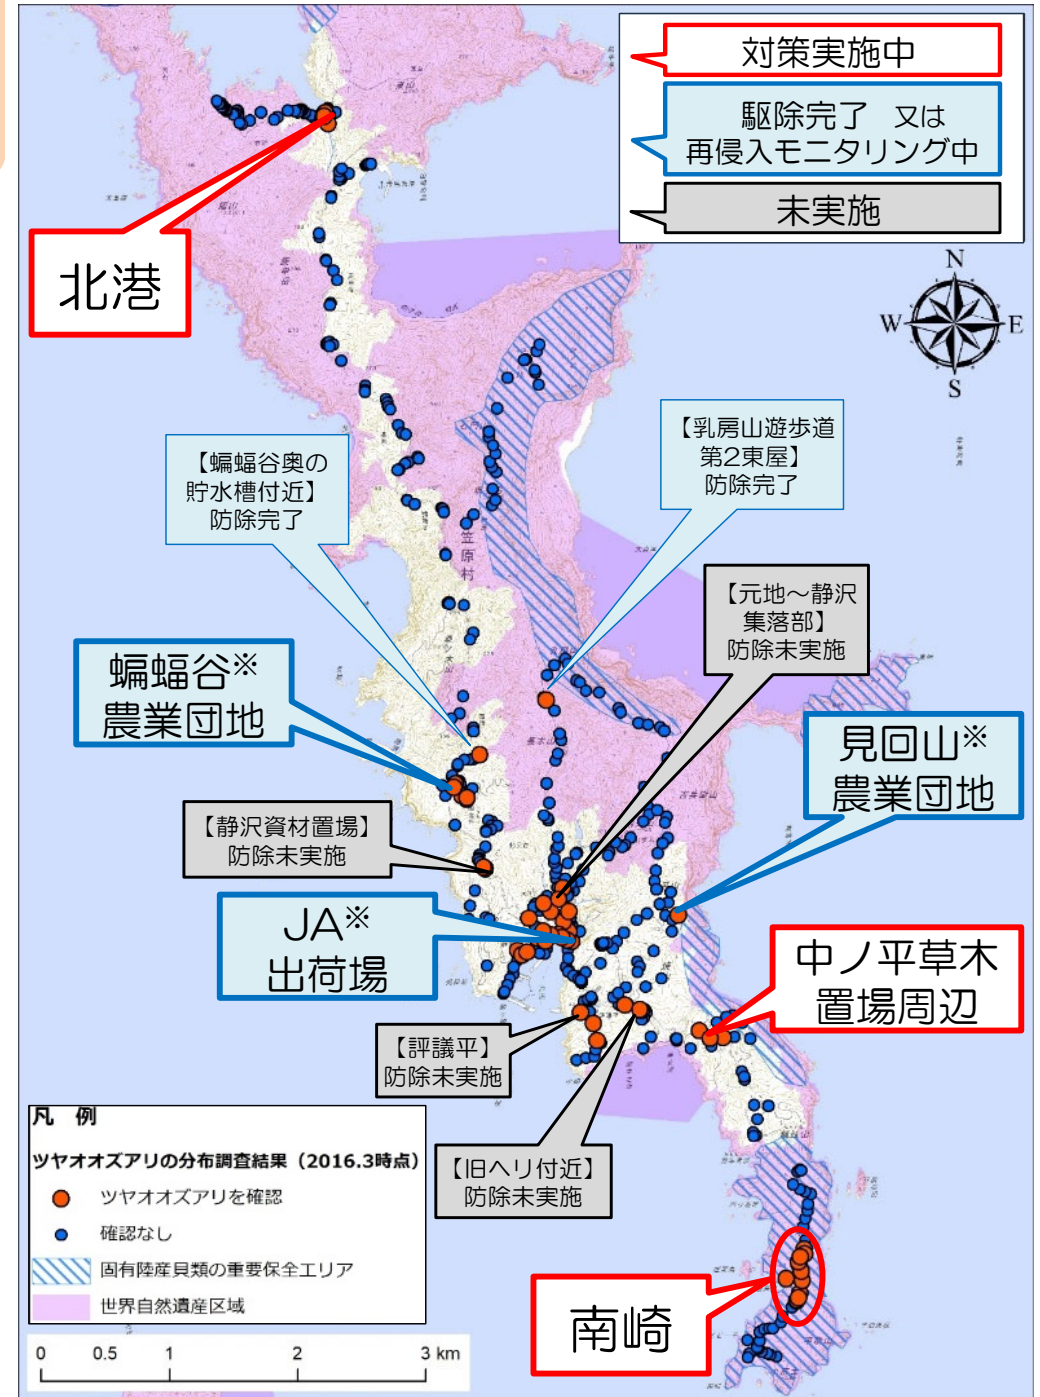 対策実施中
駆除完了 又は
再侵入モニタリング中
未実施
北港
N
W
E
S
【乳房山遊歩道
第2東屋】
防除完了
【蝙蝠谷奥の
貯水槽付近】
防除完了
笠原村
【元地～静沢
集落部】
防除未実施
蝙蝠谷※
農業団地
見回山※
農業団地
【静沢資材置場】
防除未実施
JA※
出荷場
中ノ平草木
置場周辺
【評議平】
防除未実施
【旧ヘリ付近】
防除未実施
南崎
凡 例
ツヤオオズアリの分布調査結果（2016.3時点）
ツヤオオズアリを確認
確認なし
固有陸産貝類の重要保全エリア
世界自然遺産区域
0 0.5 1 2 3 km